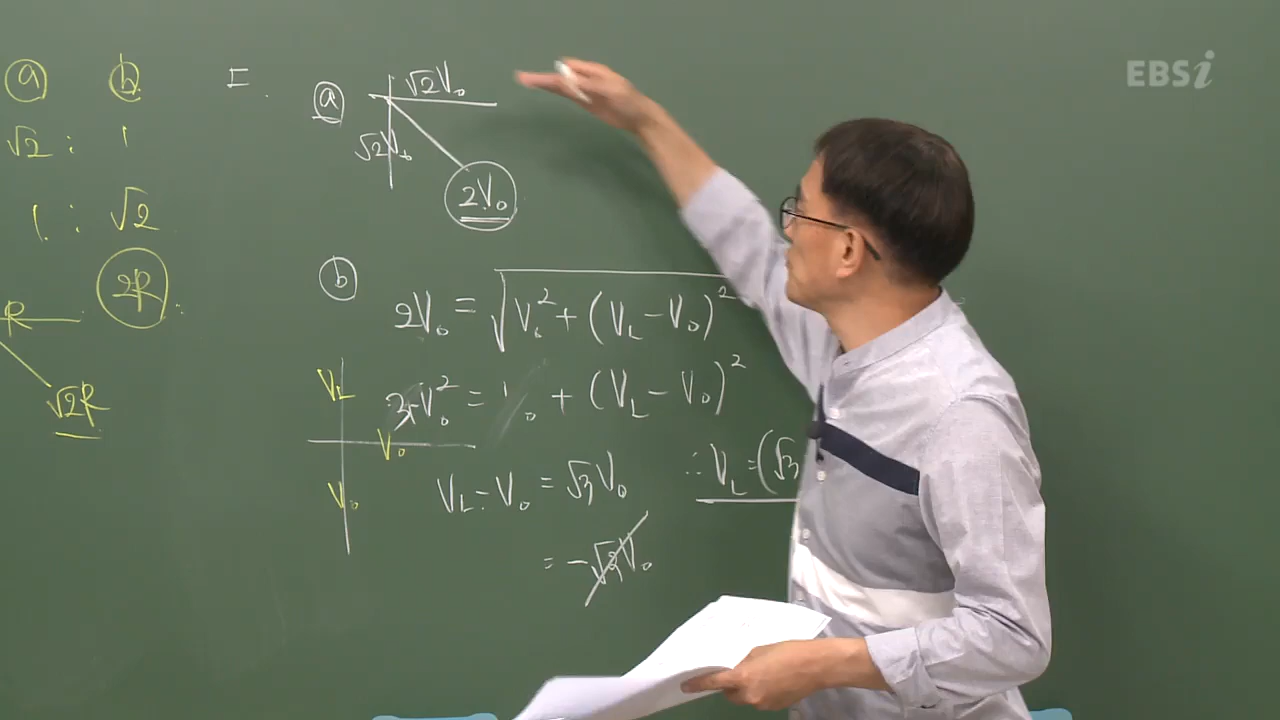 ⓐ ⓑ
√2 : 1
1 : √2
2R
R
√2R
ㄷ.
ⓐ √2V₀
√2V₀
2V₀
ⓑ
2V₀ = √(V₀² + (V_L - V₀)²
3V₀² = + (V_L - V₀)²
V_L - V₀ = √3V₀
= -√3V₀
∴ V_L = (√3
V_L
V₀
V₀
EBSi